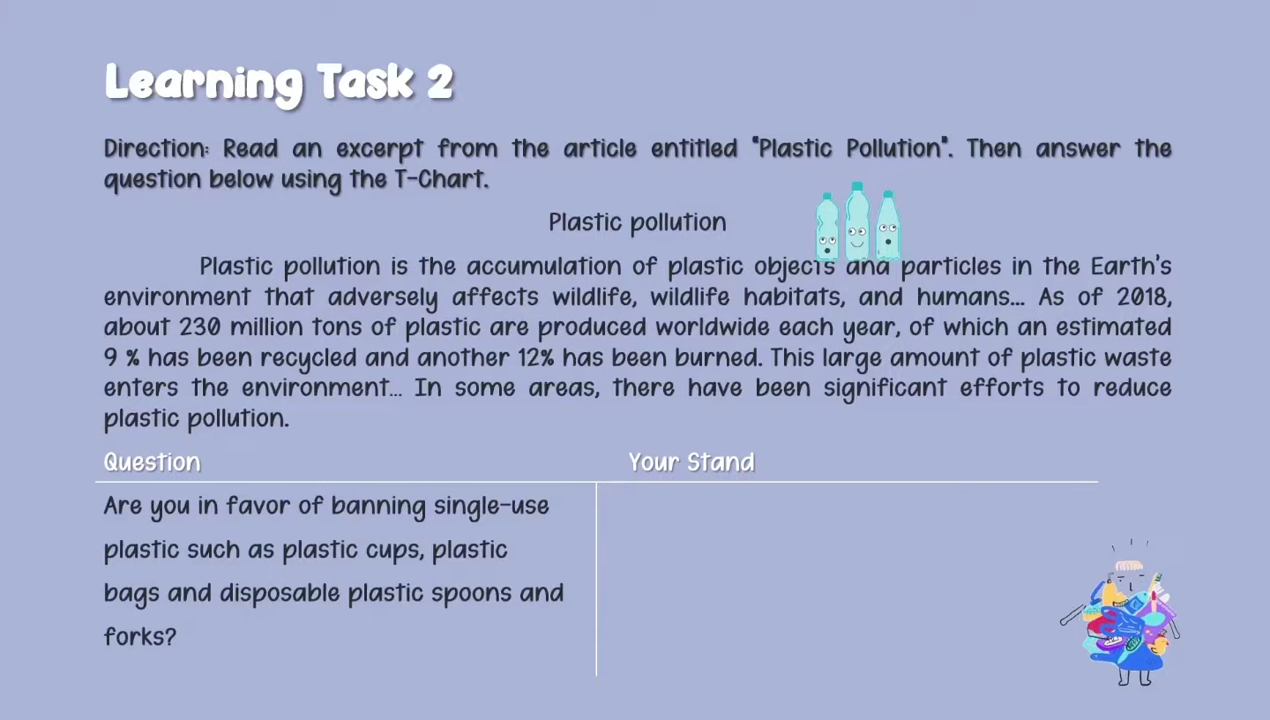 Learning Task 2
Direction: Read an excerpt from the article entitled "Plastic Pollution". Then answer the
question below using the T-Chart.
Plastic pollution
Plastic pollution is the accumulation of plastic objects and particles in the Earth's
environment that adversely affects wildlife, wildlife habitats, and humans... As of 2018,
about 230 million tons of plastic are produced worldwide each year, of which an estimated
9 % has been recycled and another 12% has been burned. This large amount of plastic waste
enters the environment... In some areas, there have been significant efforts to reduce
plastic pollution.
Question
Your Stand
Are you in favor of banning single-use
plastic such as plastic cups, plastic
bags and disposable plastic spoons and
forks?